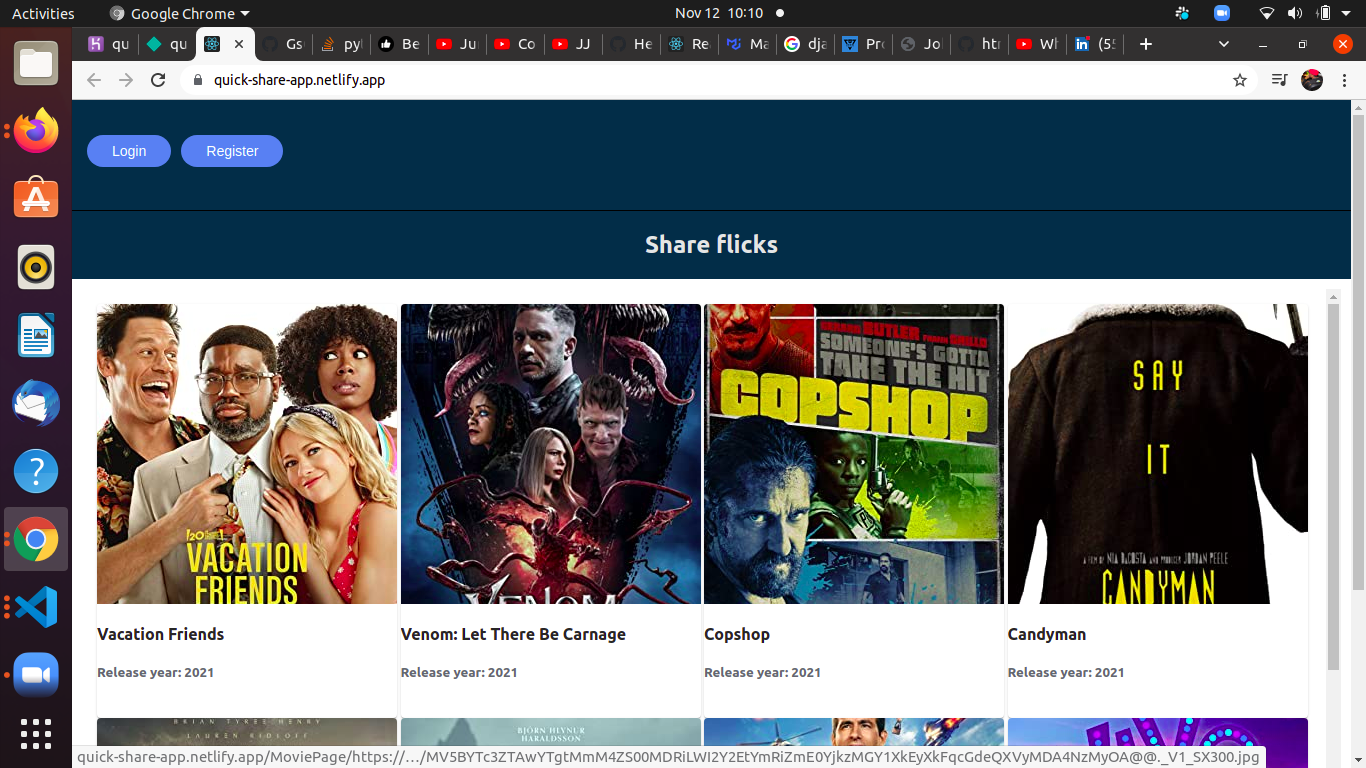 Activities
Google Chrome
Nov 12 10:10
qu
qu
Gs
py
Be
Ju
Co
JJ
He
Re
Ma
dja
Pro
Jo
htr
Wh
(55
quick-share-app.netlify.app
Login
Register
Share flicks
SOMEONE'S GOTTA
TAKE THE HIT
COPSHOP
SAY
IT
A FILM BY NIA DACOSTA AND PRODUCER JORDAN PEELE
CANDYMAN
VACATION
FRIENDS
VENOM
Vacation Friends
Venom: Let There Be Carnage
Copshop
Candyman
Release year: 2021
Release year: 2021
Release year: 2021
Release year: 2021
BRIAN TYREE HENRY
LAUREN RIDLOFF
BJÖRN HLYNUR
HARALDSSON
quick-share-app.netlify.app/MoviePage/https://…/MV5BYTc3ZTAwYTgtMmM4ZS00MDRiLWI2Y2EtYmRiZmE0YjkzMGY1XkEyXkFqcGdeQXVyMDA4NzMyOA@@._V1_SX300.jpg